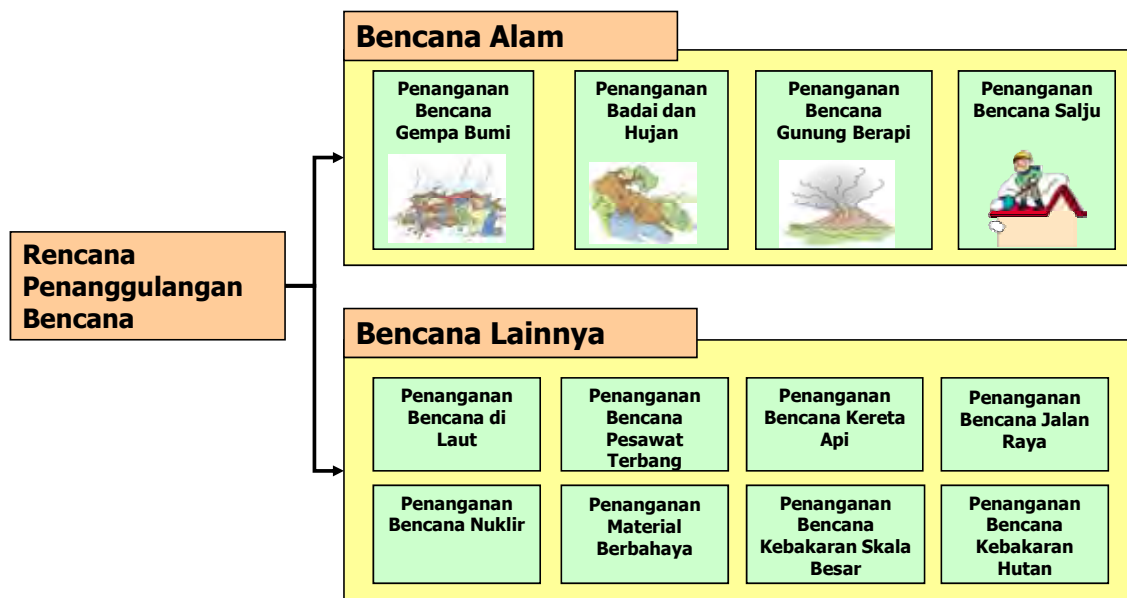 Bencana Alam
Penanganan
Bencana
Gempa Bumi
Penanganan
Badai dan
Hujan
Penanganan
Bencana
Gunung Berapi
Penanganan
Bencana Salju
Rencana
Penanggulangan
Bencana
Bencana Lainnya
Penanganan
Bencana di
Laut
Penanganan
Bencana
Pesawat
Terbang
Penanganan
Bencana Kereta
Api
Penanganan
Bencana Jalan
Raya
Penanganan
Bencana Nuklir
Penanganan
Material
Berbahaya
Penanganan
Bencana
Kebakaran Skala
Besar
Penanganan
Bencana
Kebakaran
Hutan